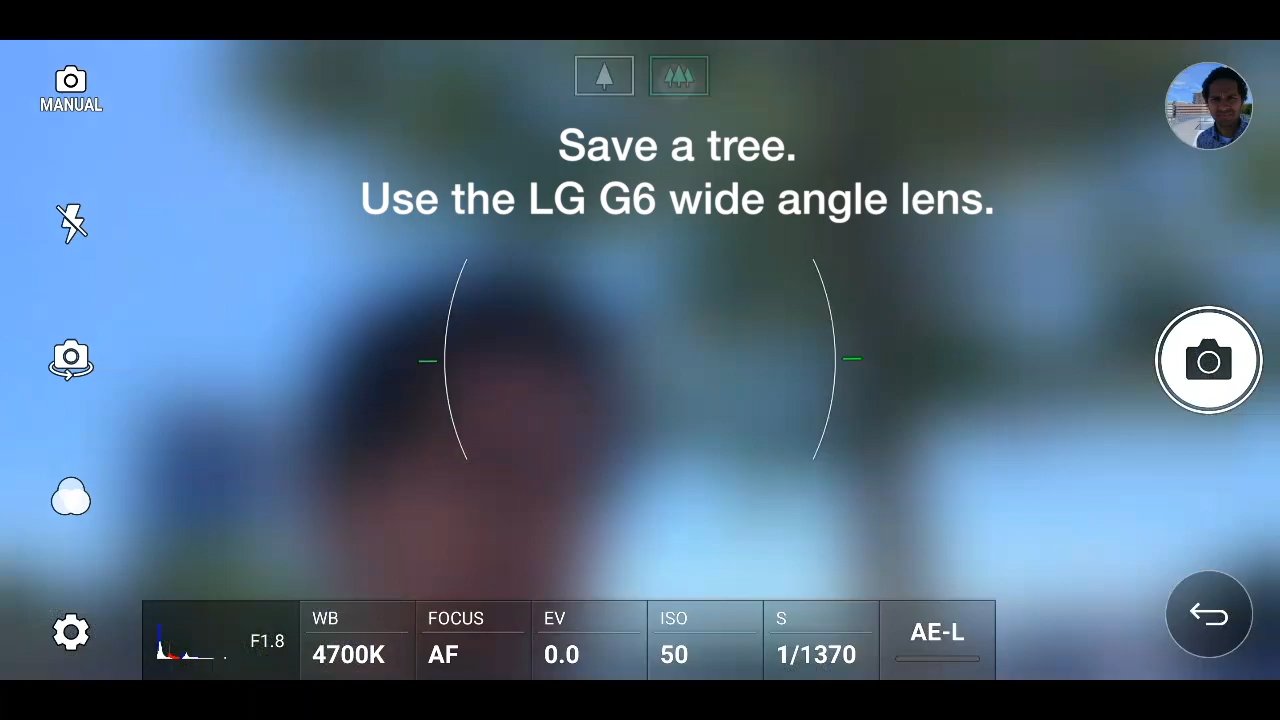 MANUAL
Save a tree.
Use the LG G6 wide angle lens.
F1.8
WB
4700K
FOCUS
AF
EV
0.0
ISO
50
S
1/1370
AE-L